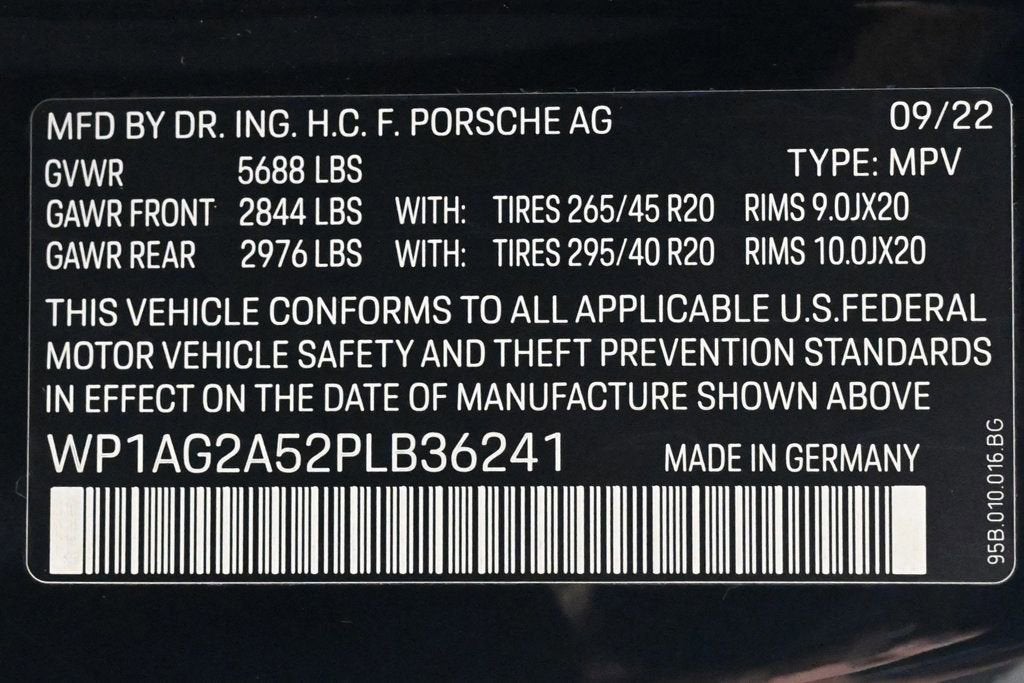 MFD BY DR. ING. H.C. F. PORSCHE AG 09/22
GVWR 5688 LBS TYPE: MPV
GAWR FRONT 2844 LBS WITH: TIRES 265/45 R20 RIMS 9.0JX20
GAWR REAR 2976 LBS WITH: TIRES 295/40 R20 RIMS 10.0JX20
THIS VEHICLE CONFORMS TO ALL APPLICABLE U.S.FEDERAL
MOTOR VEHICLE SAFETY AND THEFT PREVENTION STANDARDS
IN EFFECT ON THE DATE OF MANUFACTURE SHOWN ABOVE
WP1AG2A52PLB36241 MADE IN GERMANY
95B.010.016.BG